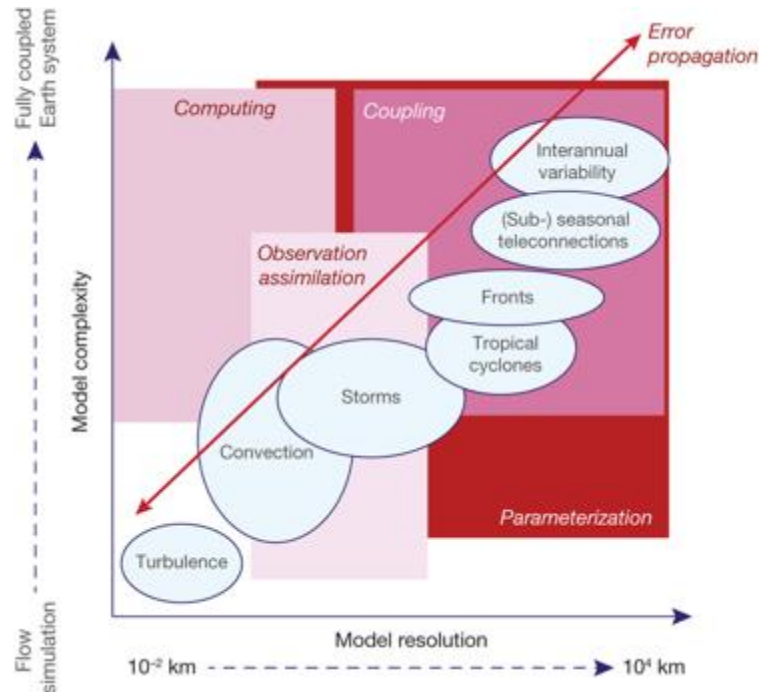 Error
propagation
Fully coupled
Earth system
Computing
Coupling
Interannual
variability
(Sub-) seasonal
teleconnections
Observation
assimilation
Fronts
Tropical
cyclones
Model complexity
Storms
Convection
Parameterization
Turbulence
Flow
simulation
Model resolution
10⁻² km
10⁴ km